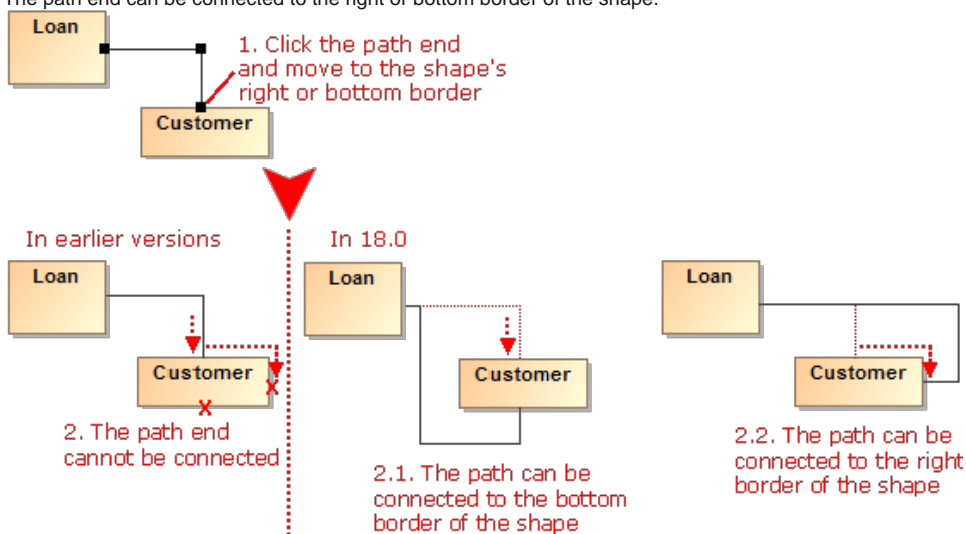 The path end can be connected to the right or bottom border of the shape.
Loan
1. Click the path end
and move to the shape's
right or bottom border
Customer
In earlier versions
In 18.0
Loan
Loan
Loan
Customer
Customer
Customer
2. The path end
cannot be connected
2.1. The path can be
connected to the bottom
border of the shape
2.2. The path can be
connected to the right
border of the shape